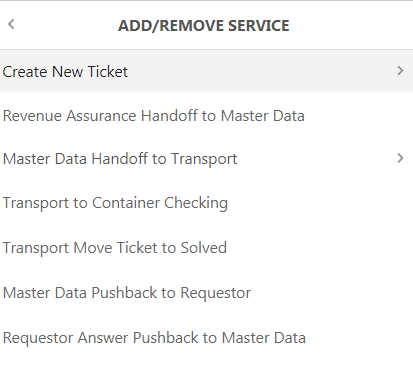 ADD/REMOVE SERVICE
Create New Ticket
Revenue Assurance Handoff to Master Data
Master Data Handoff to Transport
Transport to Container Checking
Transport Move Ticket to Solved
Master Data Pushback to Requestor
Requestor Answer Pushback to Master Data